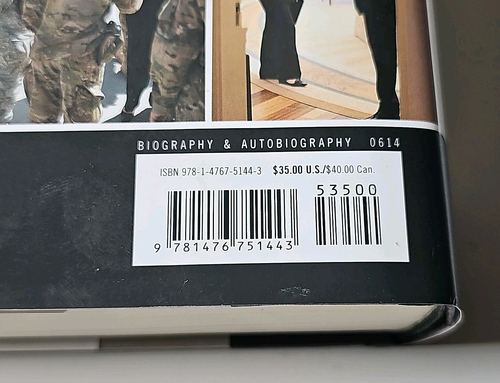 BIOGRAPHY & AUTOBIOGRAPHY 0614
ISBN 978-1-4767-5144-3 $35.00 U.S./$40.00 Can.
53500
9 781476 751443